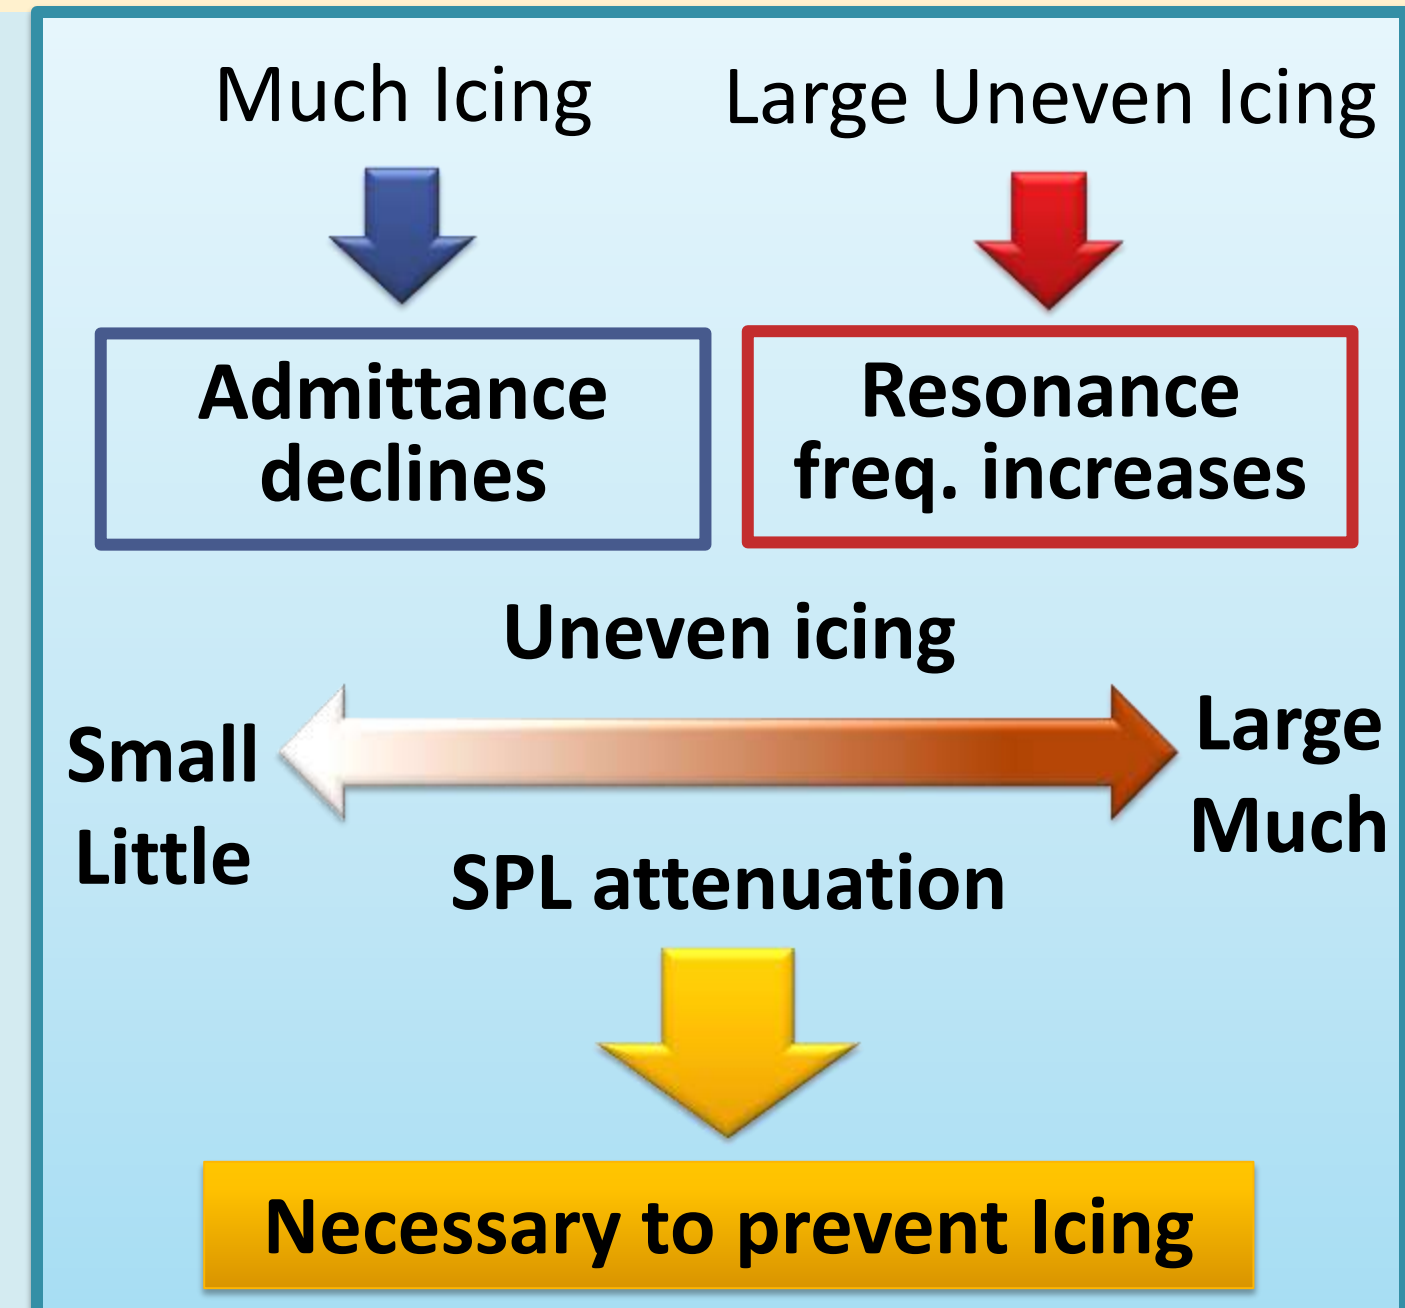 Much Icing
Large Uneven Icing
Admittance
declines
Resonance
freq. increases
Uneven icing
Small
Little
Large
Much
SPL attenuation
Necessary to prevent Icing